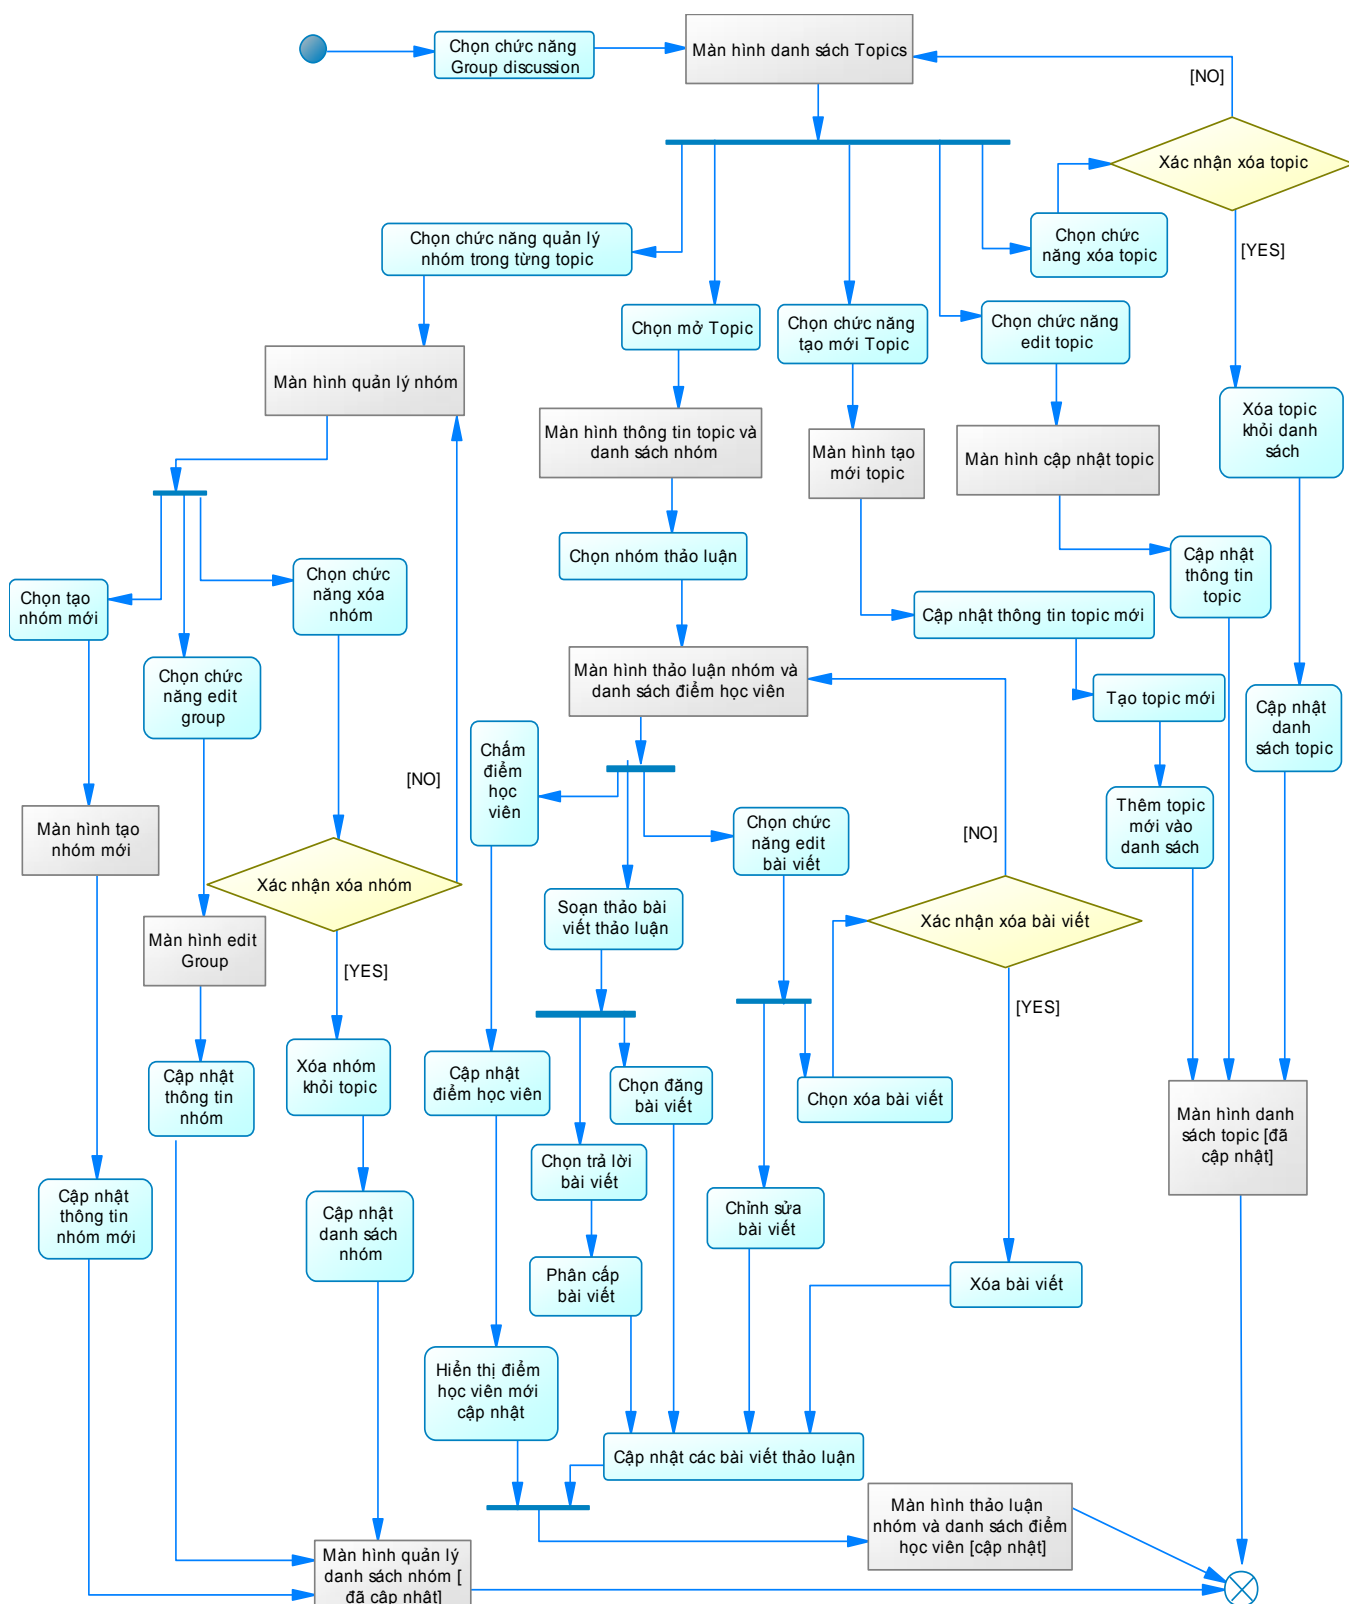 Chọn chức năng
Group discussion
Màn hình danh sách Topics
[NO]
Xác nhận xóa topic
[YES]
Chọn chức năng quản lý
nhóm trong từng topic
Chọn chức
năng xóa topic
Chọn mở Topic
Chọn chức năng
tạo mới Topic
Chọn chức năng
edit topic
Màn hình quản lý nhóm
Màn hình thông tin topic và
danh sách nhóm
Màn hình tạo
mới topic
Màn hình cập nhật topic
Xóa topic
khỏi danh
sách
Chọn nhóm thảo luận
Cập nhật
thông tin
topic
Chọn tạo
nhóm mới
Chọn chức
năng xóa
nhóm
Cập nhật thông tin topic mới
Chọn chức
năng edit
group
Màn hình thảo luận nhóm và
danh sách điểm học viên
Tạo topic mới
Cập nhật
danh
sách topic
Chấm
điểm
học
viên
[NO]
Màn hình tạo
nhóm mới
Chọn chức
năng edit
bài viết
[NO]
Thêm topic
mới vào
danh sách
Xác nhận xóa nhóm
Soạn thảo bài
viết thảo luận
Xác nhận xóa bài viết
Màn hình edit
Group
[YES]
[YES]
Cập nhật
thông tin
nhóm
Xóa nhóm
khỏi topic
Cập nhật
điểm học viên
Chọn đăng
bài viết
Chọn xóa bài viết
Màn hình danh
sách topic [đã
cập nhật]
Chọn trả lời
bài viết
Cập nhật
thông tin
nhóm mới
Cập nhật
danh sách
nhóm
Chỉnh sửa
bài viết
Phân cấp
bài viết
Xóa bài viết
Hiển thị điểm
học viên mới
cập nhật
Cập nhật các bài viết thảo luận
Màn hình thảo luận
nhóm và danh sách điểm
học viên [cập nhật]
Màn hình quản lý
danh sách nhóm [
đã cập nhật]